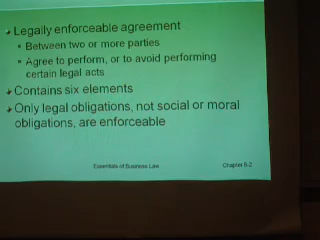 Legally enforceable agreement
Between two or more parties
Agree to perform, or to avoid performing
certain legal acts
Contains six elements
Only legal obligations, not social or moral
obligations, are enforceable
Essentials of Business Law
Chapter 6-2